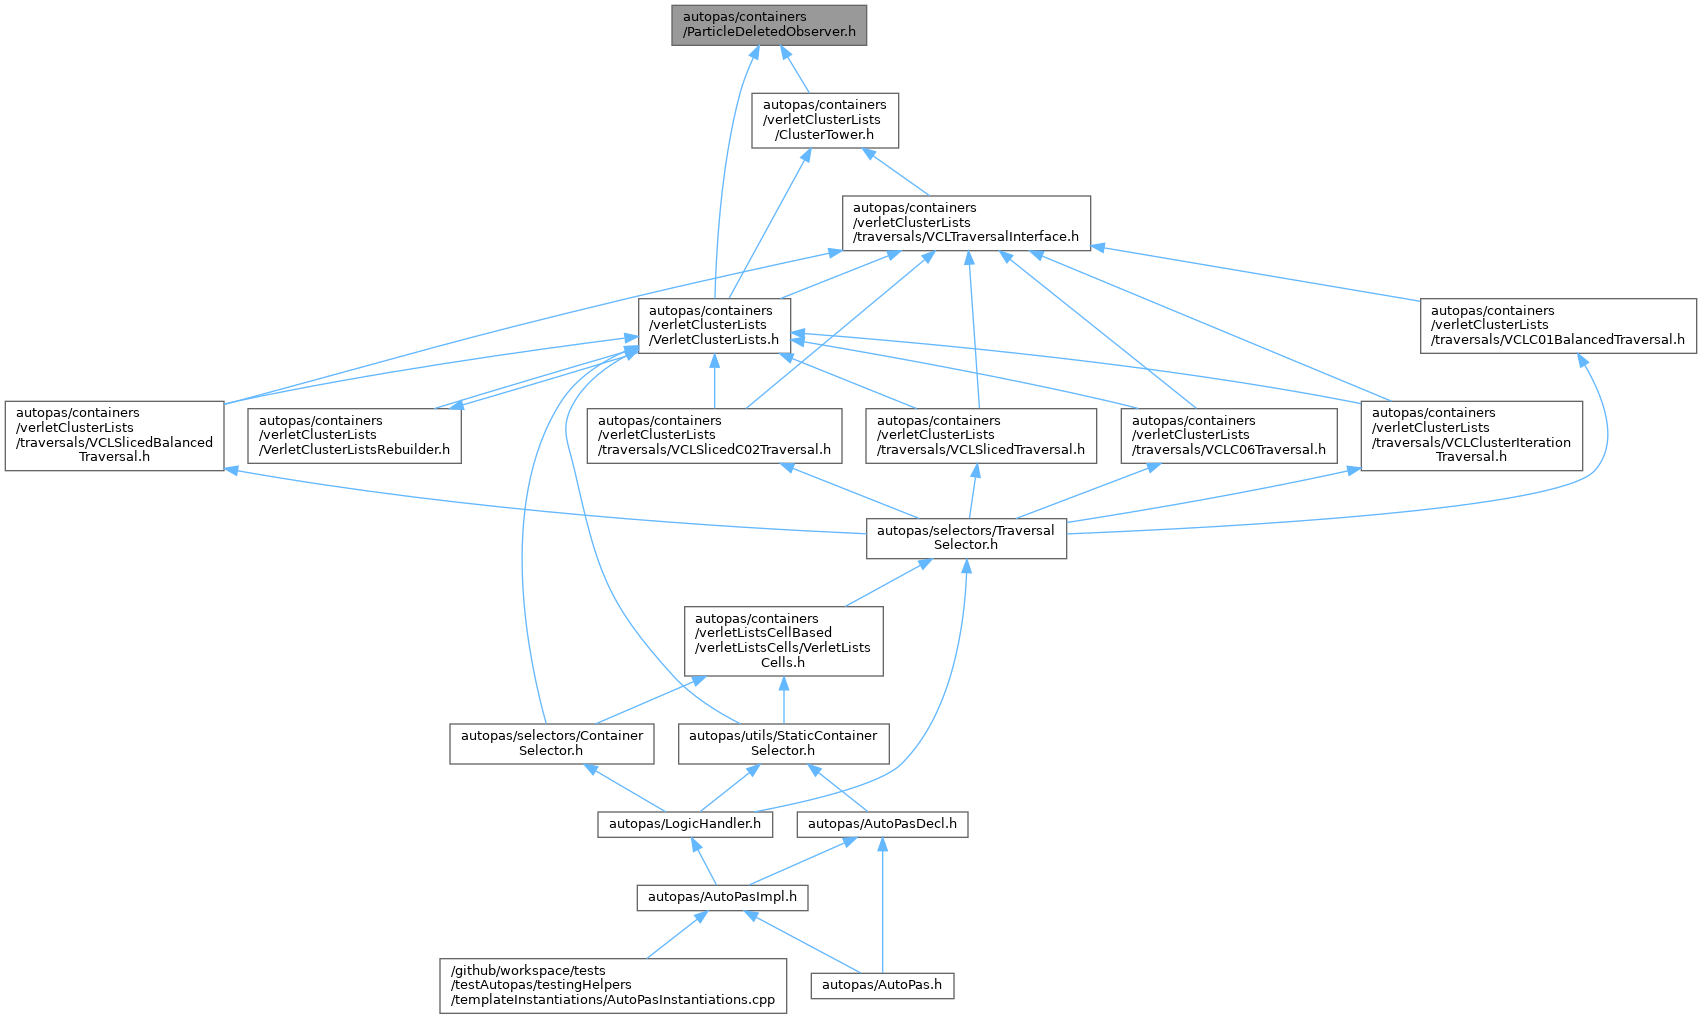 autopas/containers
/ParticleDeletedObserver.h
autopas/containers
/verletClusterLists
/ClusterTower.h
autopas/containers
/verletClusterLists
/traversals/VCLTraversalInterface.h
autopas/containers
/verletClusterLists
/VerletClusterLists.h
autopas/containers
/verletClusterLists
/traversals/VCLC01BalancedTraversal.h
autopas/containers
/verletClusterLists
/traversals/VCLSlicedBalanced
Traversal.h
autopas/containers
/verletClusterLists
/VerletClusterListsRebuilder.h
autopas/containers
/verletClusterLists
/traversals/VCLSlicedC02Traversal.h
autopas/containers
/verletClusterLists
/traversals/VCLSlicedTraversal.h
autopas/containers
/verletClusterLists
/traversals/VCLC06Traversal.h
autopas/containers
/verletClusterLists
/traversals/VCLClusterIteration
Traversal.h
autopas/selectors/Traversal
Selector.h
autopas/containers
/verletListsCellBased
/verletListsCells/VerletLists
Cells.h
autopas/selectors/Container
Selector.h
autopas/utils/StaticContainer
Selector.h
autopas/LogicHandler.h
autopas/AutoPasDecl.h
autopas/AutoPasImpl.h
/github/workspace/tests
/testAutopas/testingHelpers
/templateInstantiations/AutoPasInstantiations.cpp
autopas/AutoPas.h